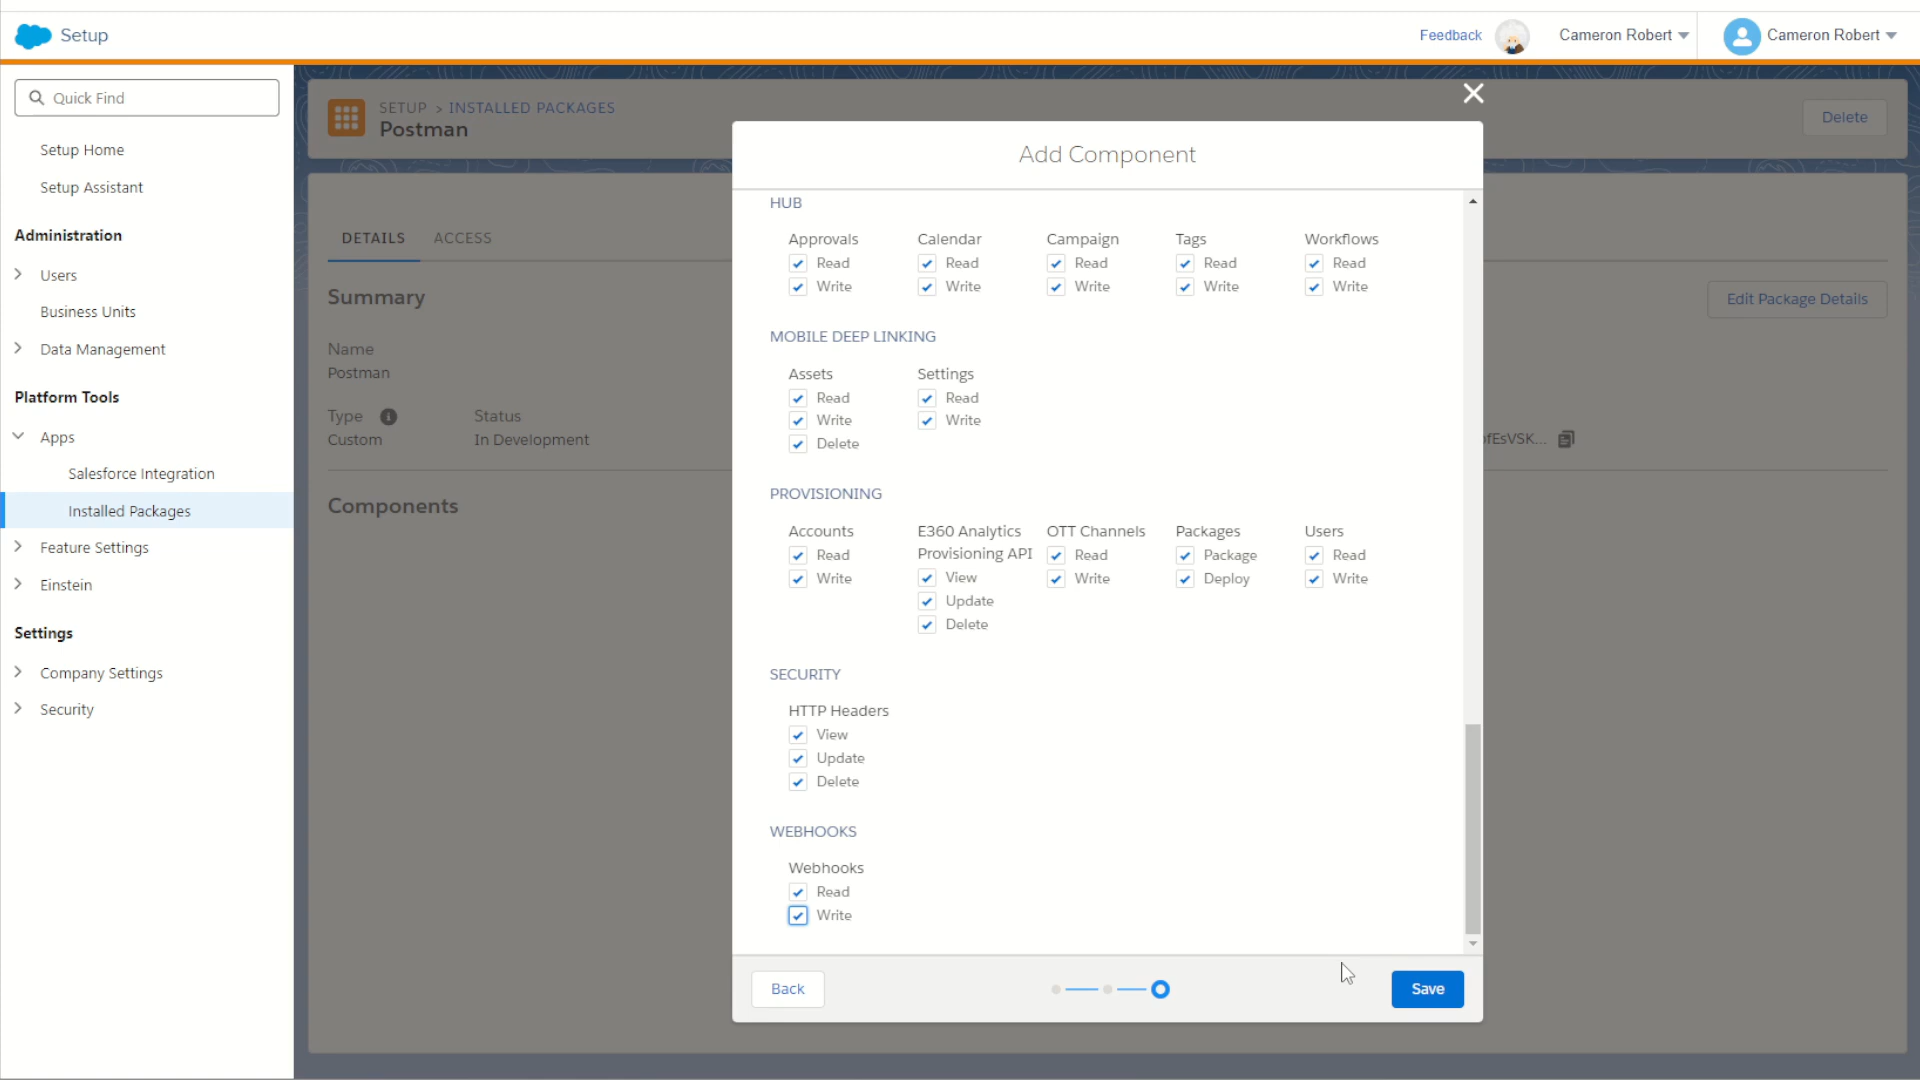 Setup
Feedback
Cameron Robert
Cameron Robert
Quick Find
Setup Home
Setup Assistant
Administration
Users
Business Units
Data Management
Platform Tools
Apps
Salesforce Integration
Installed Packages
Feature Settings
Einstein
Settings
Company Settings
Security
SETUP > INSTALLED PACKAGES
Postman
Delete
DETAILS ACCESS
Summary
Edit Package Details
Name
Postman
Type Status
Custom In Development
Components
Add Component
HUB
Approvals Calendar Campaign Tags Workflows
Read Read Read Read Read
Write Write Write Write Write
MOBILE DEEP LINKING
Assets Settings
Read Read
Write Write
Delete
PROVISIONING
Accounts E360 Analytics OTT Channels Packages Users
Provisioning API
Read Read Package Read
Write View Write Deploy Write
Update
Delete
SECURITY
HTTP Headers
View
Update
Delete
WEBHOOKS
Webhooks
Read
Write
Back
Save